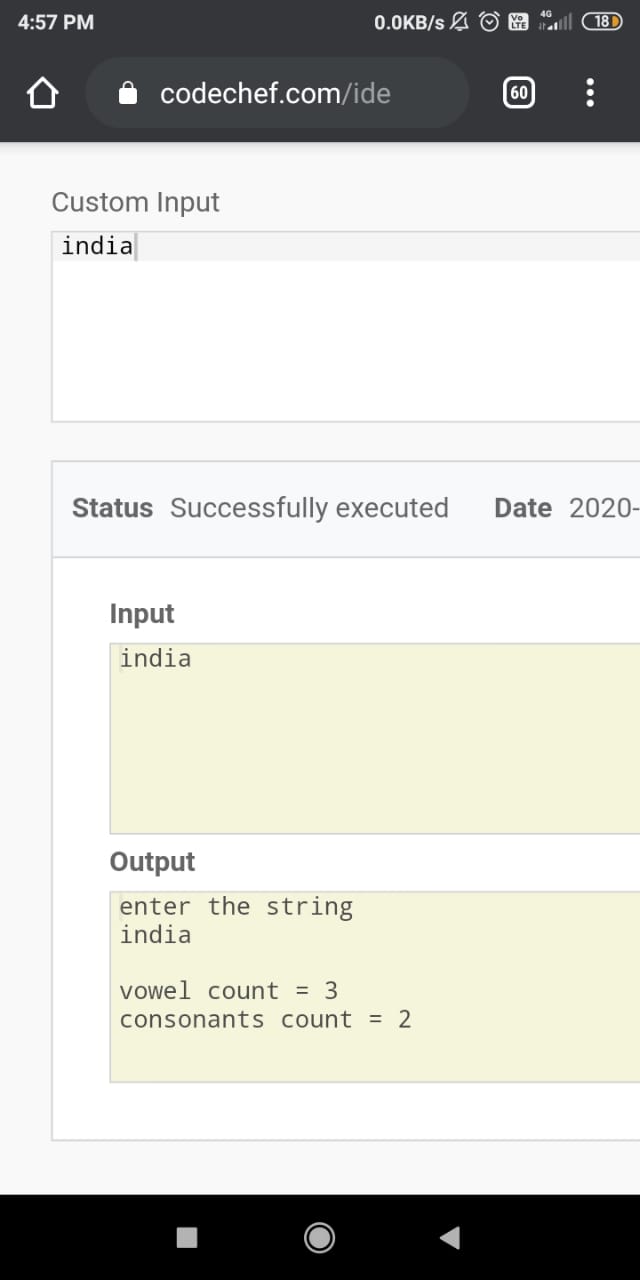 4:57 PM 0.0KB/s Vo LTE 4G 18
codechef.com/ide 60
Custom Input
india
Status Successfully executed Date 2020-
Input
india
Output
enter the string
india
vowel count = 3
consonants count = 2